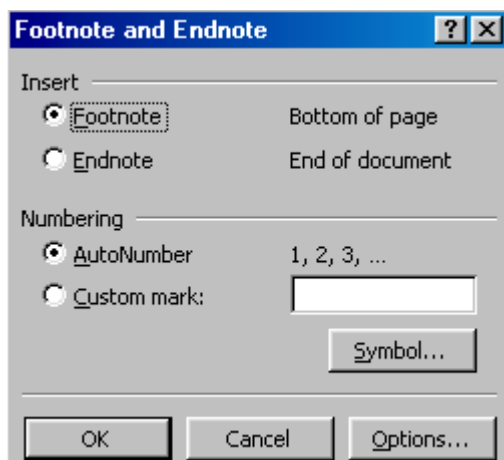 Footnote and Endnote
Insert
Footnote Bottom of page
Endnote End of document
Numbering
AutoNumber 1, 2, 3, ...
Custom mark:
Symbol...
OK Cancel Options...